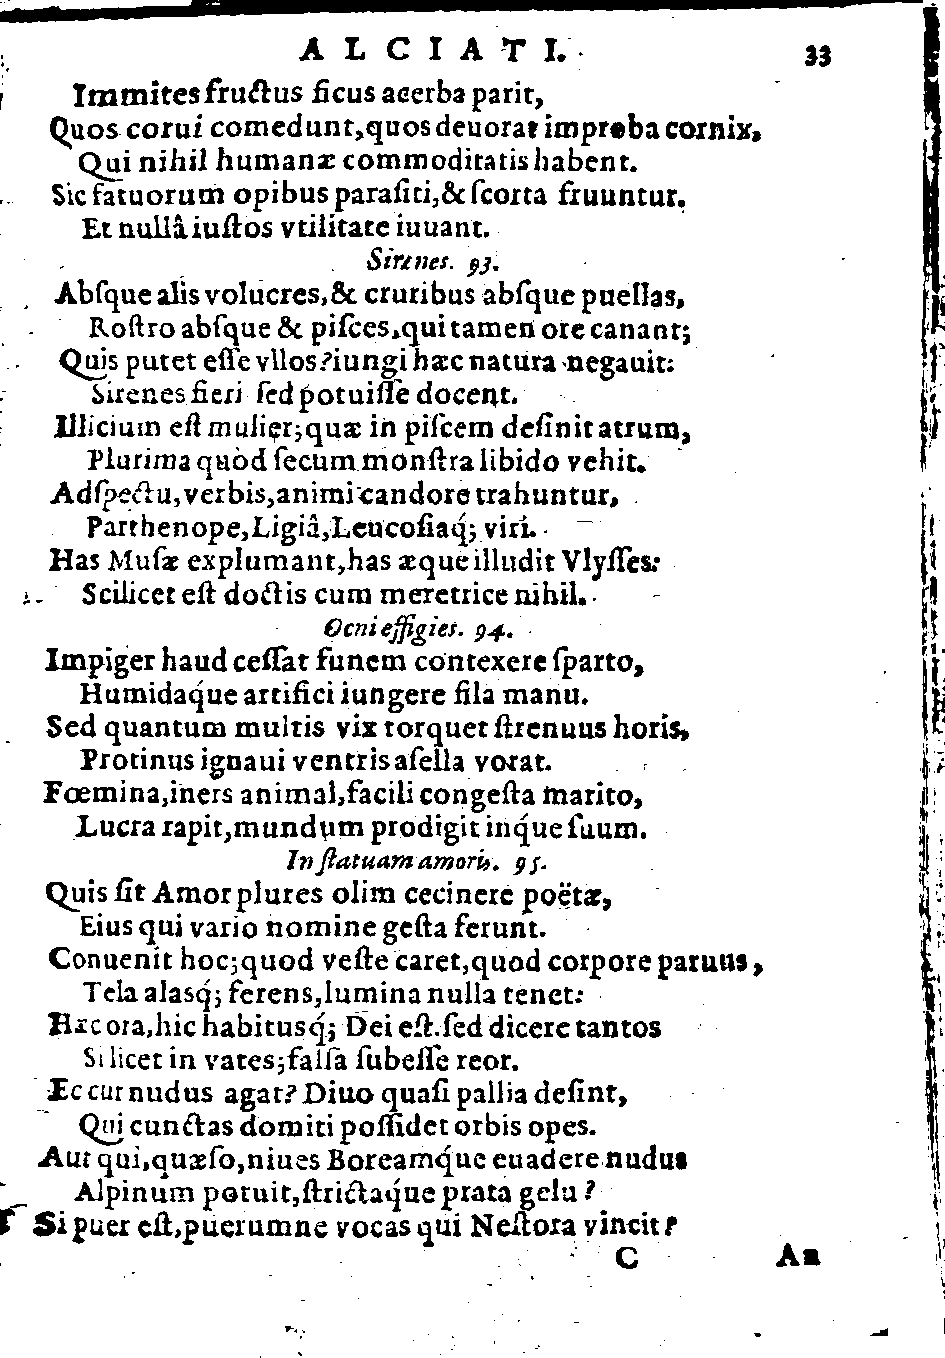 ALCIATI. 33
Immites fructus ficus acerba parit,
Quos corui comedunt, quos deuorat improba cornix,
Qui nihil humanæ commoditatis habent.
Sic fatuorum opibus parasiti, & ſcorta fruuntur.
Et nullâ iuſtos vtilitate iuuant.
Sirenes. 93.
Abſque alis volucres, & cruribus abſque puellas,
Roſtro abſque & piſces, qui tamen ore canant;
Quis putet eſſe vllos? iungi hæc natura negauit:
Sirenes fieri ſed potuiſſe docent.
Illicium eſt mulier; quæ in piſcem deſinit atrum,
Plurima quòd ſecum monſtra libido vehit.
Adſpectu, verbis, animi candore trahuntur,
Parthenope, Ligiâ, Leucoſiaq́; viri.
Has Muſæ explumant, has æque illudit Vlyſſes:
Scilicet eſt doctis cum meretrice nihil.
Ocni effigies. 94.
Impiger haud ceſſat funem contexere ſparto,
Humidaq́ue artifici iungere fila manu.
Sed quantum multis vix torquet ſtrenuus horis,
Protinus ignaui ventris aſella vorat.
Fœmina, iners animal, facili congeſta marito,
Lucra rapit, mundum prodigit inq́ue ſuum.
In ſtatuam amoris. 95.
Quis ſit Amor plures olim cecinere poëtæ,
Eius qui vario nomine geſta ferunt.
Conuenit hoc; quod veſte caret, quod corpore paruus,
Tela alasq́; ferens, lumina nulla tenet:
Hæc ora, hic habitusq́; Dei eſt. ſed dicere tantos
Si licet in vates; falſa ſubeſſe reor.
Ec cur nudus agat? Diuo quaſi pallia deſint,
Qui cunctas domiti poſſidet orbis opes.
Aut qui, quæſo, niues Boreamq́ue euadere nudus
Alpinum potuit, ſtrictaq́ue prata gelu?
Si puer eſt, puerumne vocas qui Neſtora vincit?
C An